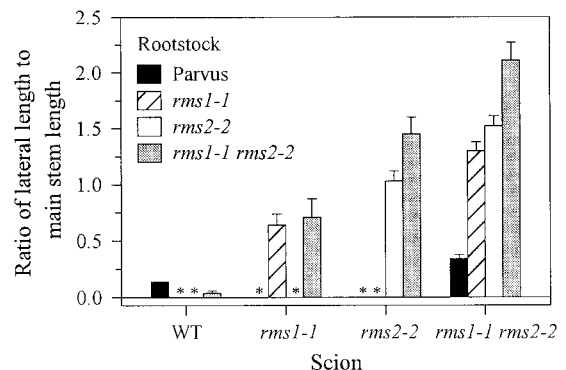 Ratio of lateral length to
main stem length
2.5
2.0
1.5
1.0
0.5
0.0
Rootstock
Parvus
rms1-1
rms2-2
rms1-1 rms2-2
* * * * * *
WT rms1-1 rms2-2 rms1-1 rms2-2
Scion